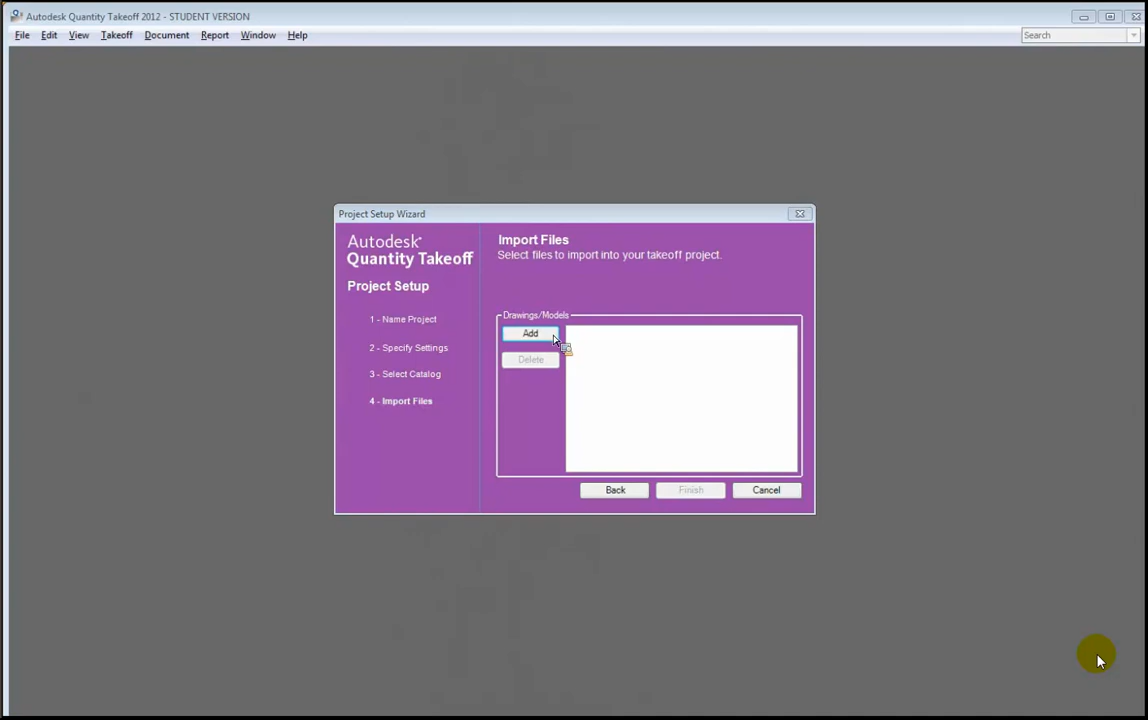 Autodesk Quantity Takeoff 2012 - STUDENT VERSION
File Edit View Takeoff Document Report Window Help
Search
Project Setup Wizard
Autodesk
Quantity Takeoff
Project Setup
1 - Name Project
2 - Specify Settings
3 - Select Catalog
4 - Import Files
Import Files
Select files to import into your takeoff project.
Drawings/Models
Add
Delete
Back Finish Cancel